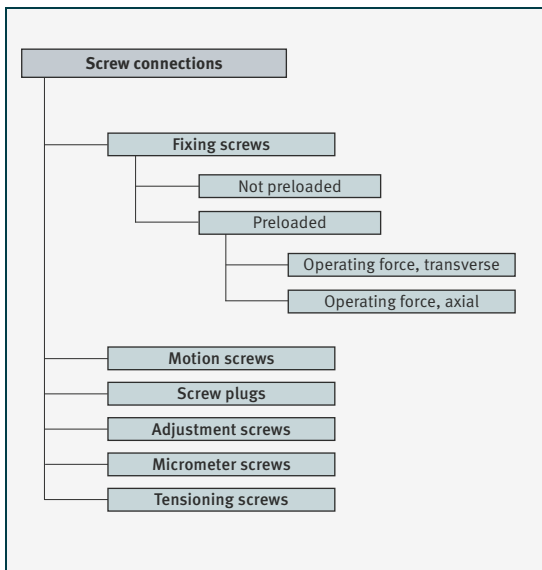 Screw connections
Fixing screws
Not preloaded
Preloaded
Operating force, transverse
Operating force, axial
Motion screws
Screw plugs
Adjustment screws
Micrometer screws
Tensioning screws